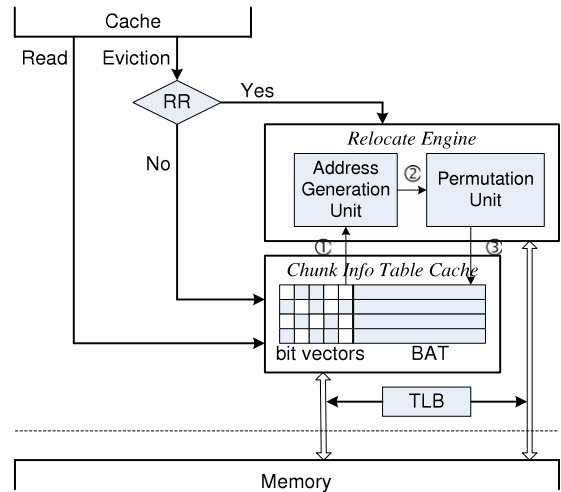 Cache
Read
Eviction
RR
Yes
No
Relocate Engine
Address
Generation
Unit
②
Permutation
Unit
①
③
Chunk Info Table Cache
bit vectors
BAT
TLB
Memory